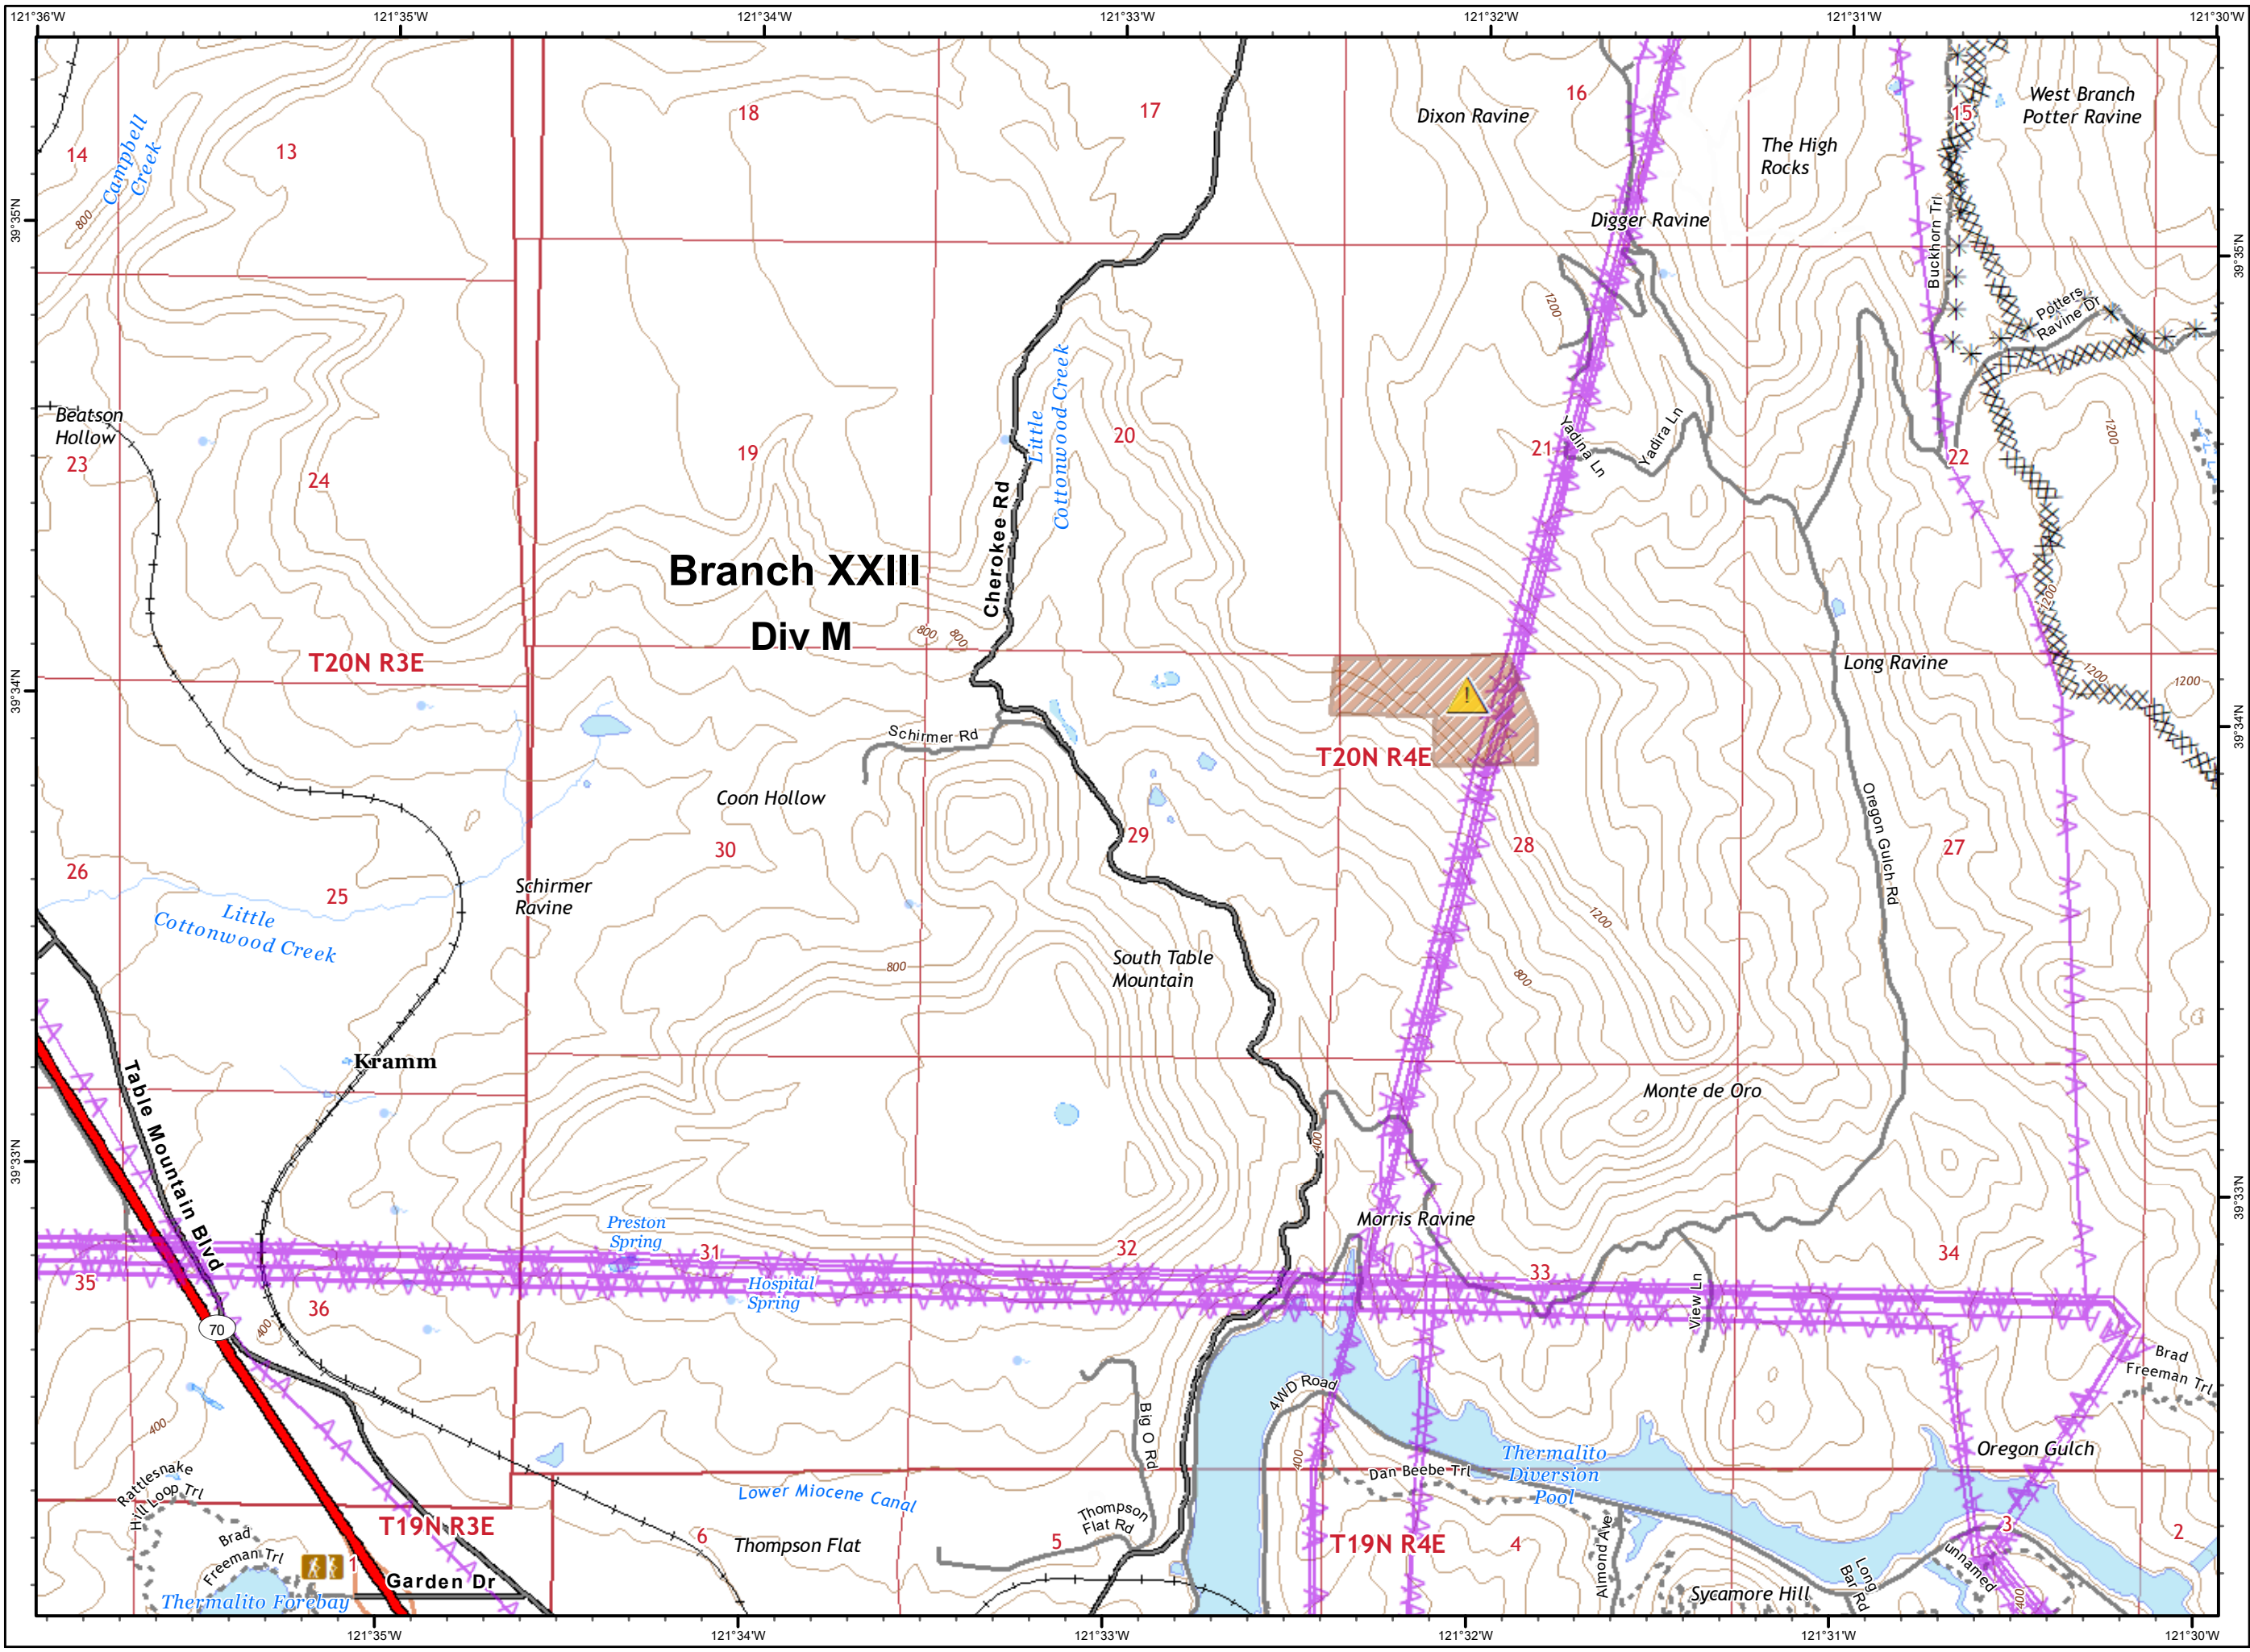 121°36'W
121°35'W
121°34'W
121°33'W
121°32'W
121°31'W
121°30'W
14
Campbell
Creek
13
18
17
Dixon Ravine
16
15
West Branch
Potter Ravine
The High
Rocks
800
39°35'N
Digger Ravine
Buckhorn Trl
39°35'N
1200
Potters
Ravine Dr
Beatson
Hollow
23
24
19
Little
Cottonwood Creek
20
21
Yadina Ln
Yadira Ln
22
1200
Cherokee Rd
Branch XXIII
Div M
800
800
1200
T20N R3E
Long Ravine
1200
1200
39°34'N
39°34'N
!
Schirmer Rd
T20N R4E
Coon Hollow
Oregon Gulch Rd
30
29
28
27
26
25
Schirmer
Ravine
Little
Cottonwood Creek
1200
800
South Table
Mountain
800
Kramm
Monte de Oro
Table Mountain Blvd
400
39°33'N
39°33'N
Preston
Spring
Morris Ravine
31
32
33
34
35
Hospital
Spring
36
View Ln
70
400
Brad
Freeman Trl
4WD Road
Big O Rd
400
400
Thermalito
Diversion
Pool
Oregon Gulch
Dan Beebe Trl
Rattlesnake
Hill Loop Trl
Lower Miocene Canal
Thompson
Flat Rd
T19N R3E
Brad
Freeman Trl
6
Thompson Flat
5
T19N R4E
4
Almond Ave
3
2
unnamed
1
Garden Dr
Thermalito Forebay
Sycamore Hill
Long
Bar Rd
400
121°35'W
121°34'W
121°33'W
121°32'W
121°31'W
121°30'W